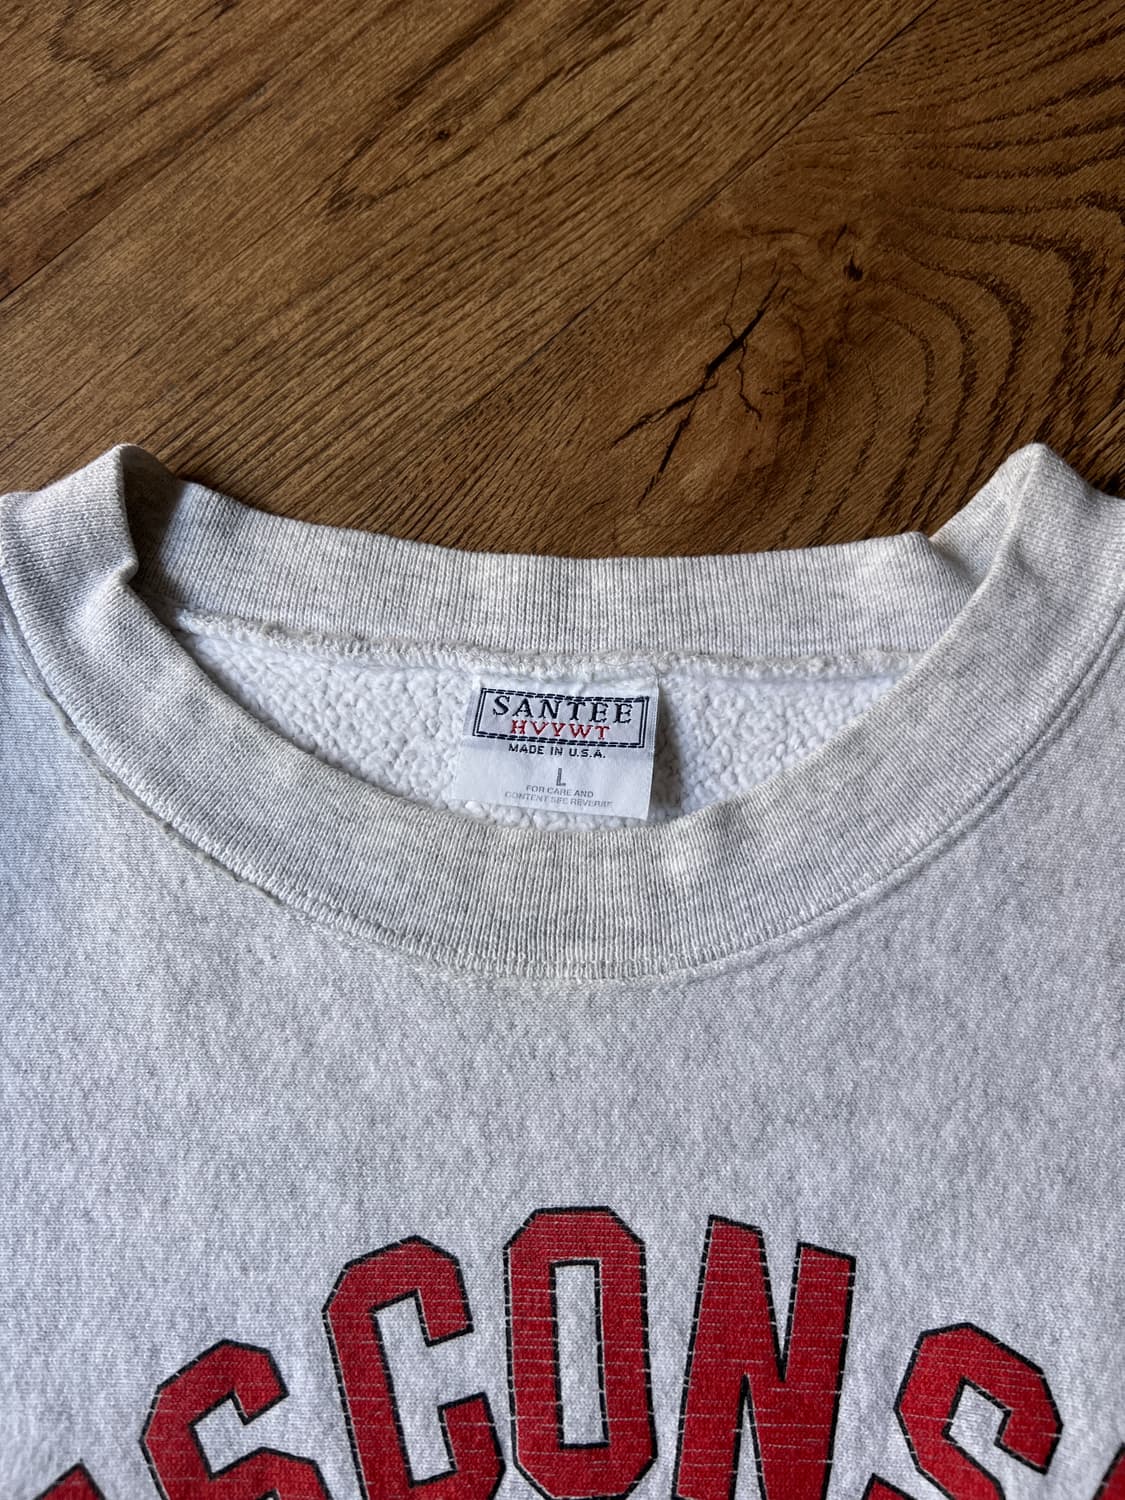 SANTEE
HVYWT
MADE IN U.S.A.
L
FOR CARE AND
CONTENT SEE REVERSE
SCONS